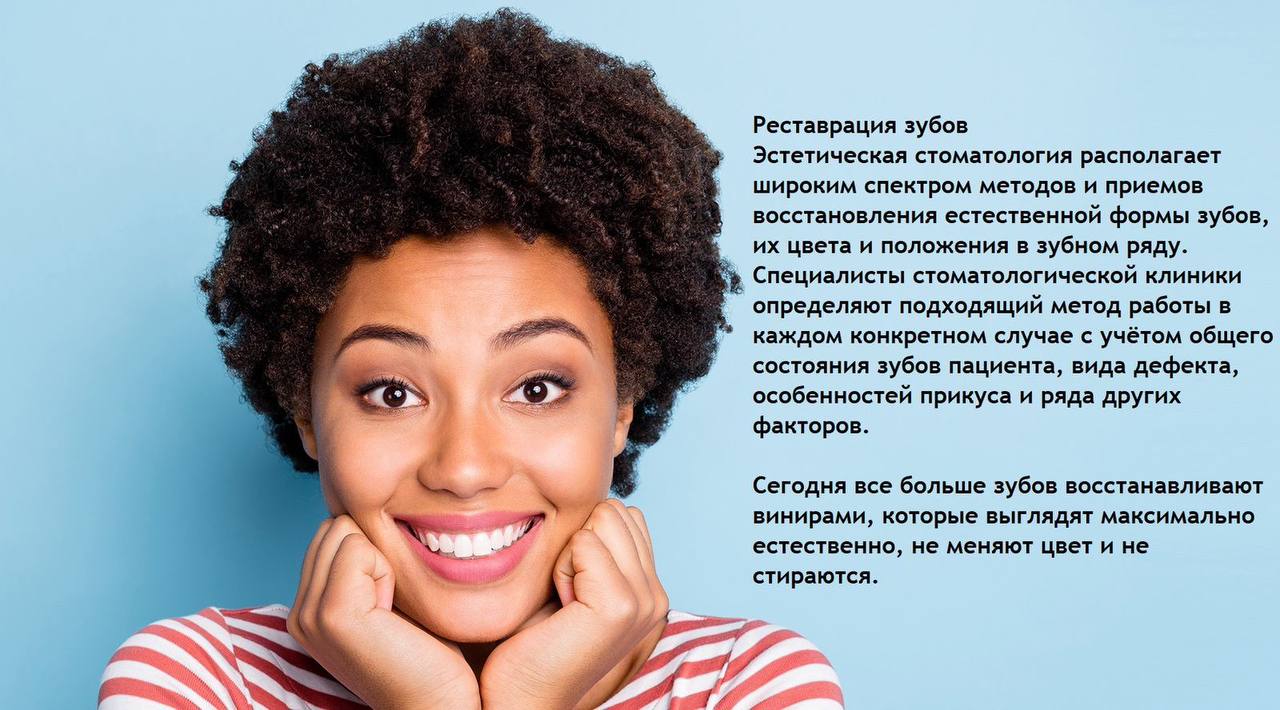 Реставрация зубов
Эстетическая стоматология располагает
широким спектром методов и приемов
восстановления естественной формы зубов,
их цвета и положения в зубном ряду.
Специалисты стоматологической клиники
определяют подходящий метод работы в
каждом конкретном случае с учётом общего
состояния зубов пациента, вида дефекта,
особенностей прикуса и ряда других
факторов.
Сегодня все больше зубов восстанавливают
винирами, которые выглядят максимально
естественно, не меняют цвет и не
стираются.